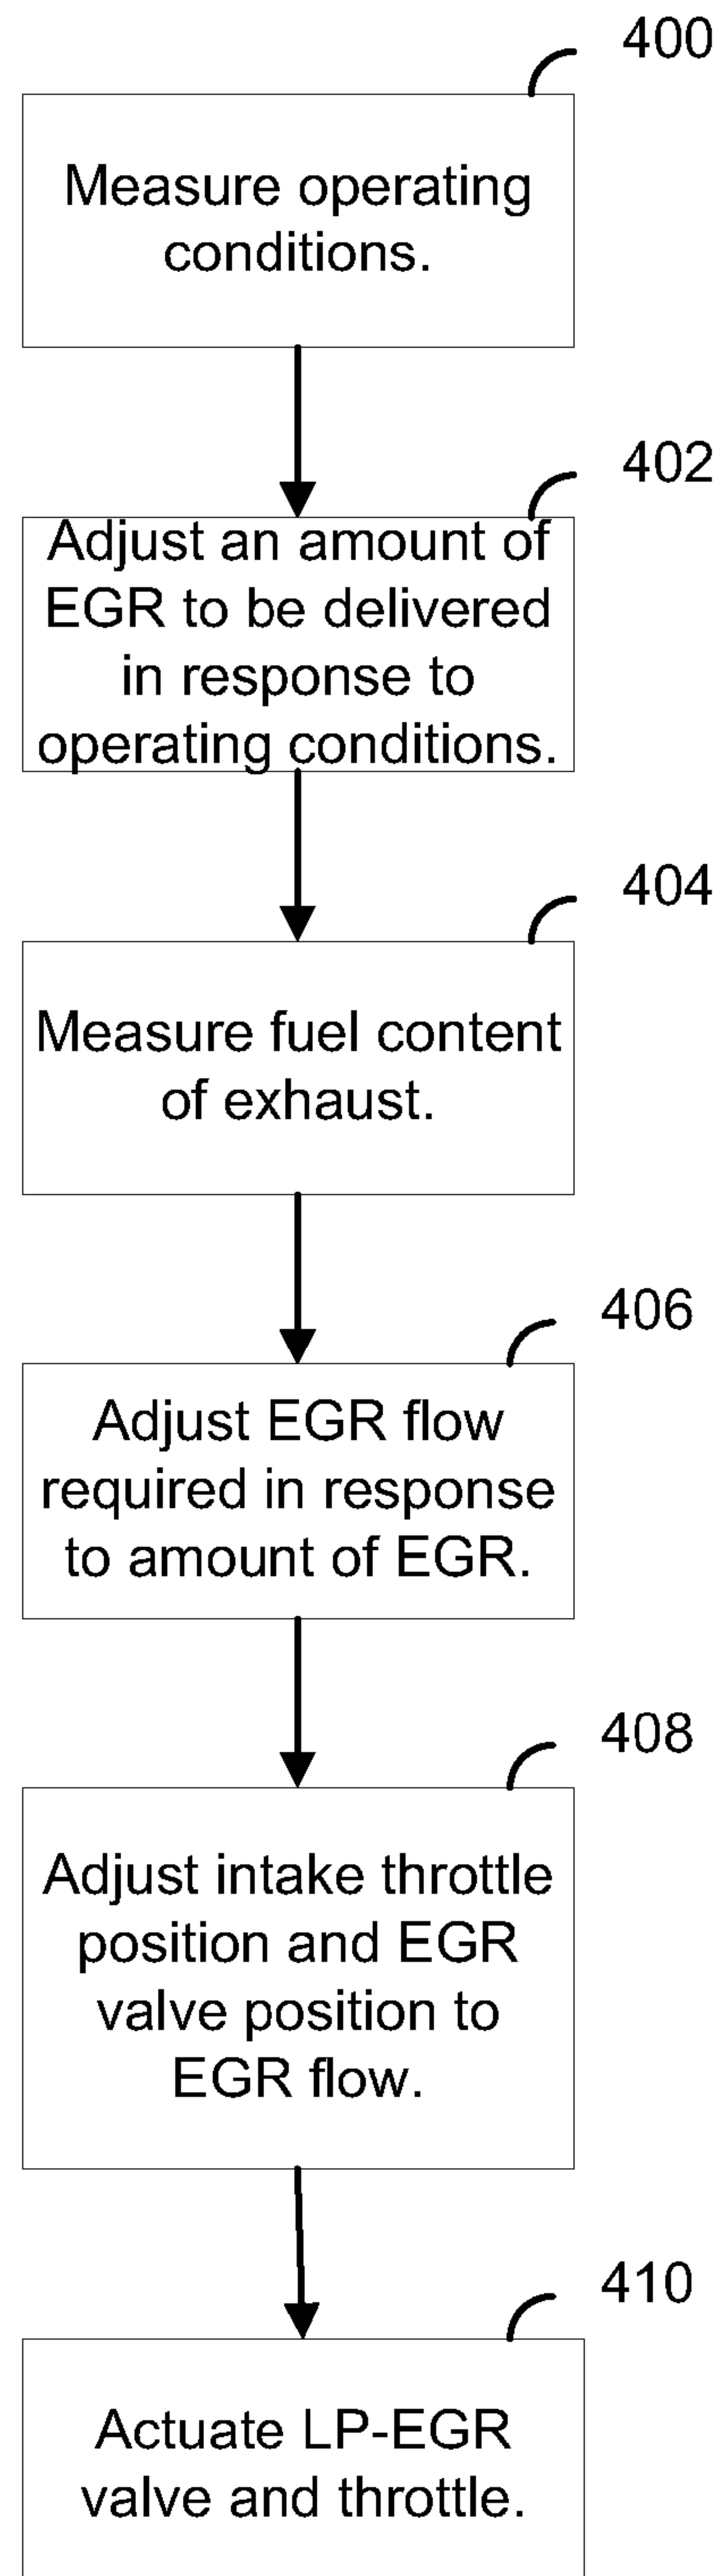 400
Measure operating
conditions.
402
Adjust an amount of
EGR to be delivered
in response to
operating conditions.
404
Measure fuel content
of exhaust.
406
Adjust EGR flow
required in response
to amount of EGR.
408
Adjust intake throttle
position and EGR
valve position to
EGR flow.
410
Actuate LP-EGR
valve and throttle.